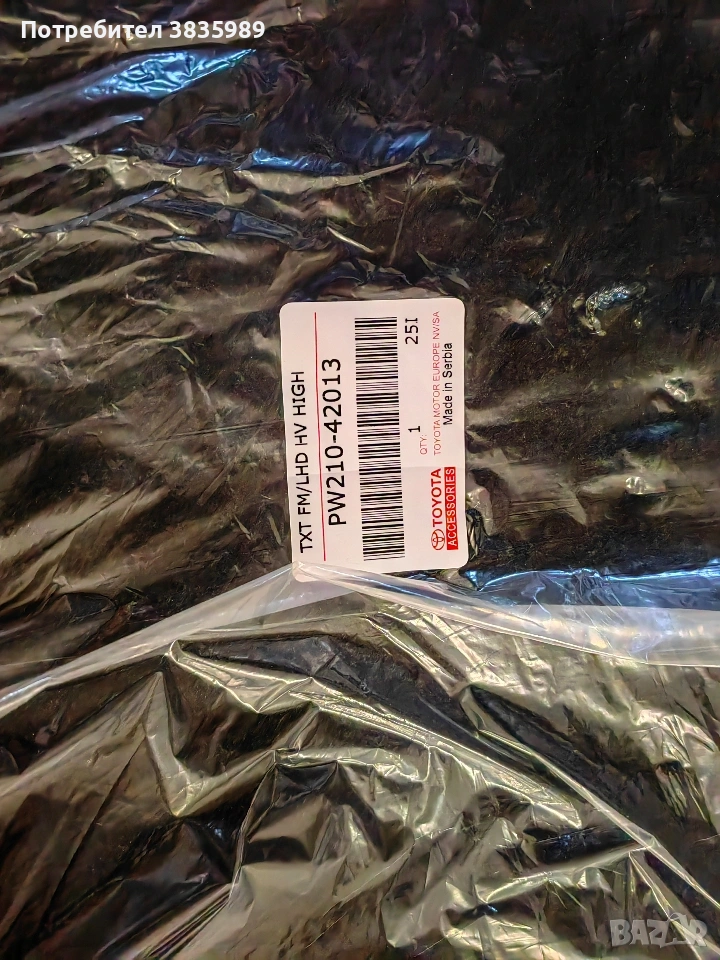 Потребител 3835989
TXT FM/LHD HV HIGH
PW210-42013
QTY. 1
25I
TOYOTA
ACCESSORIES
TOYOTA MOTOR EUROPE NV/SA
Made in Serbia
BAZAR